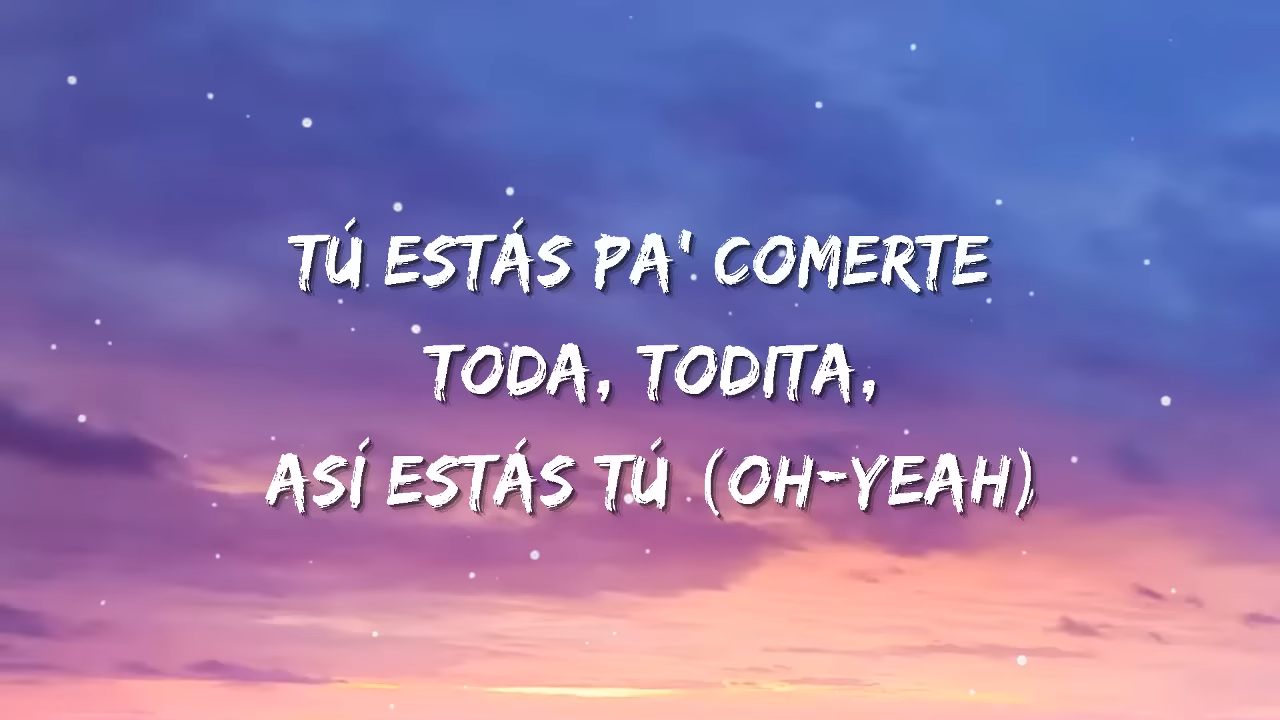 TÚ ESTÁS PA' COMERTE
TODA, TODITA,
ASÍ ESTÁS TÚ (OH-YEAH)